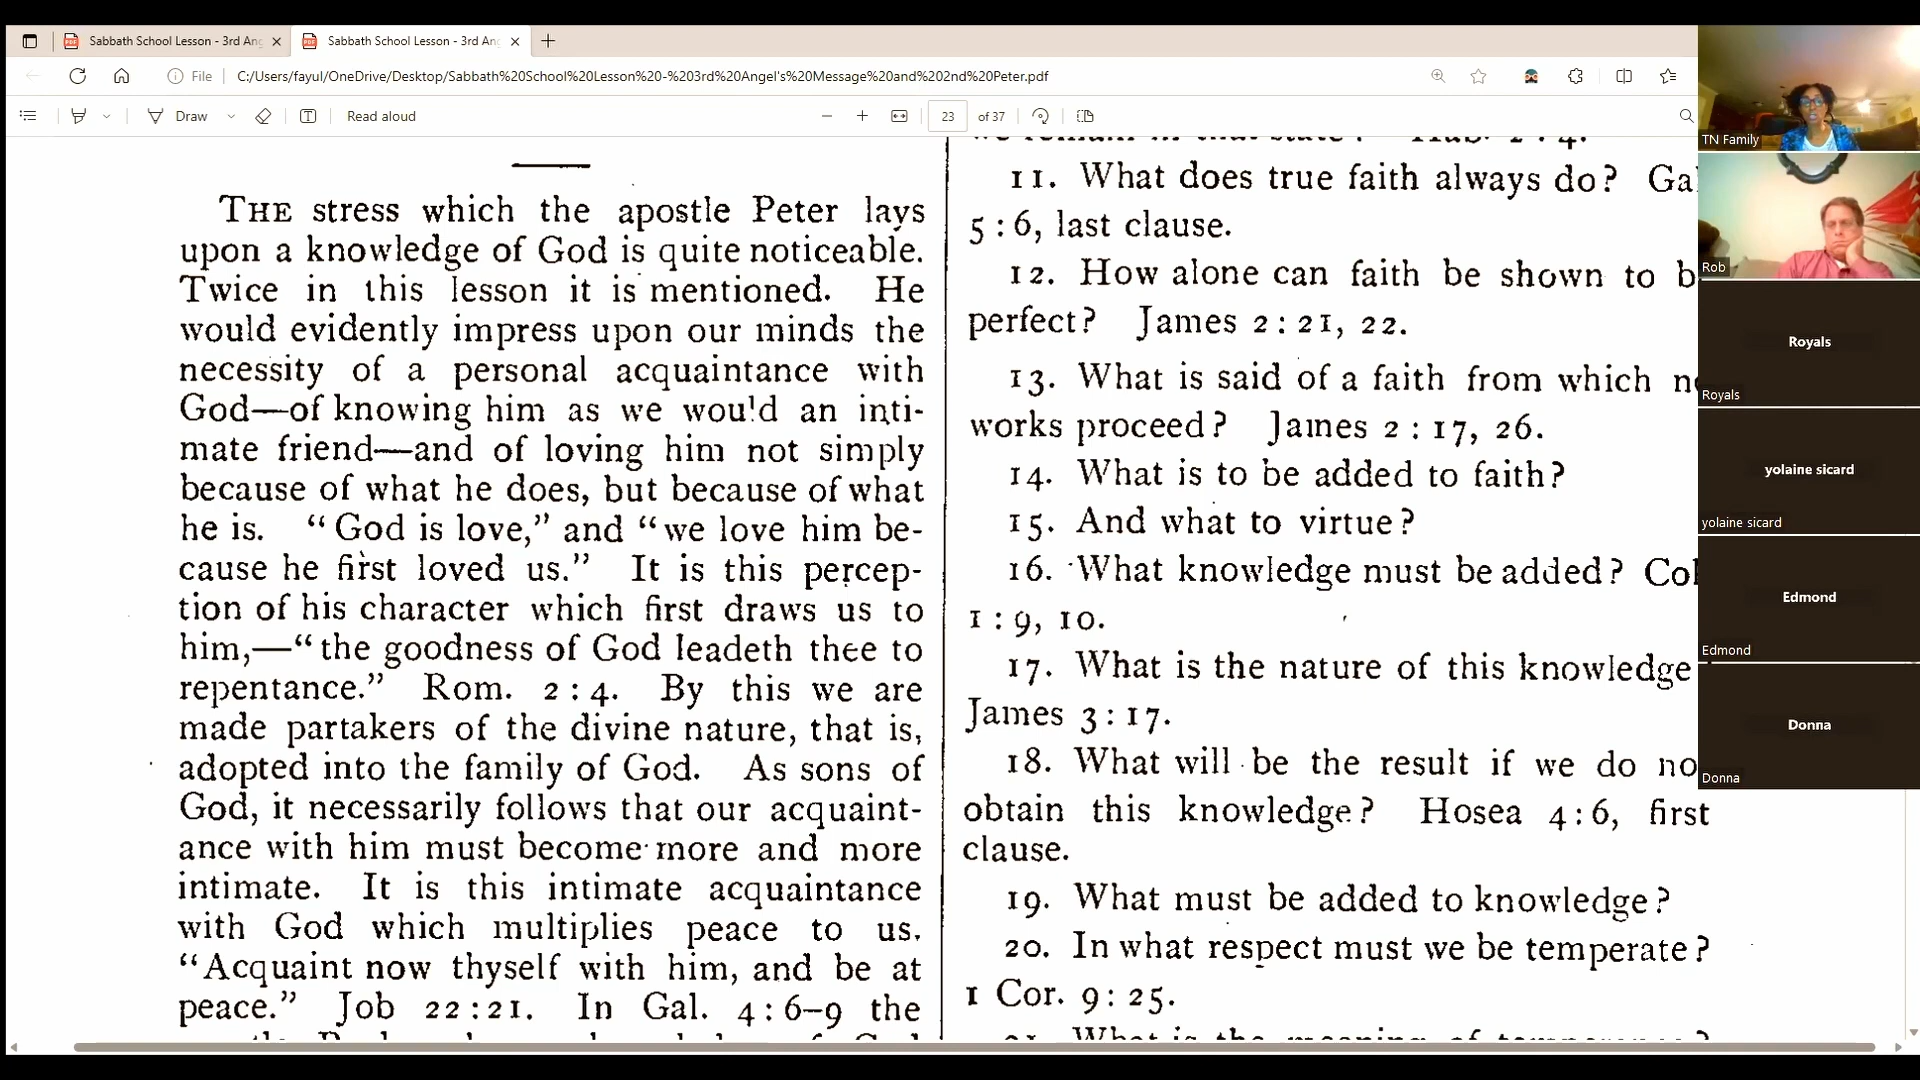 Sabbath School Lesson - 3rd An
Sabbath School Lesson - 3rd An
File
C:/Users/fayul/OneDrive/Desktop/Sabbath%20School%20Lesson%20-%203rd%20Angel's%20Message%20and%202nd%20Peter.pdf
Draw
Read aloud
23
of 37
THE stress which the apostle Peter lays
upon a knowledge of God is quite noticeable.
Twice in this lesson it is mentioned. He
would evidently impress upon our minds the
necessity of a personal acquaintance with
God—of knowing him as we would an inti-
mate friend—and of loving him not simply
because of what he does, but because of what
he is. “God is love,” and “we love him be-
cause he first loved us.” It is this percep-
tion of his character which first draws us to
him,—“the goodness of God leadeth thee to
repentance.” Rom. 2 : 4. By this we are
made partakers of the divine nature, that is,
adopted into the family of God. As sons of
God, it necessarily follows that our acquaint-
ance with him must become more and more
intimate. It is this intimate acquaintance
with God which multiplies peace to us.
“Acquaint now thyself with him, and be at
peace.” Job 22 : 21. In Gal. 4 : 6–9 the
we remain in that state? Hab. 2 : 4.
11. What does true faith always do? Ga
5 : 6, last clause.
12. How alone can faith be shown to b
perfect? James 2 : 21, 22.
13. What is said of a faith from which n
works proceed? James 2 : 17, 26.
14. What is to be added to faith?
15. And what to virtue?
16. What knowledge must be added? Col
1 : 9, 10.
17. What is the nature of this knowledge
James 3 : 17.
18. What will be the result if we do no
obtain this knowledge? Hosea 4 : 6, first
clause.
19. What must be added to knowledge?
20. In what respect must we be temperate?
1 Cor. 9 : 25.
21. What is the meaning of temperance?
TN Family
Rob
Royals
Royals
yolaine sicard
yolaine sicard
Edmond
Edmond
Donna
Donna